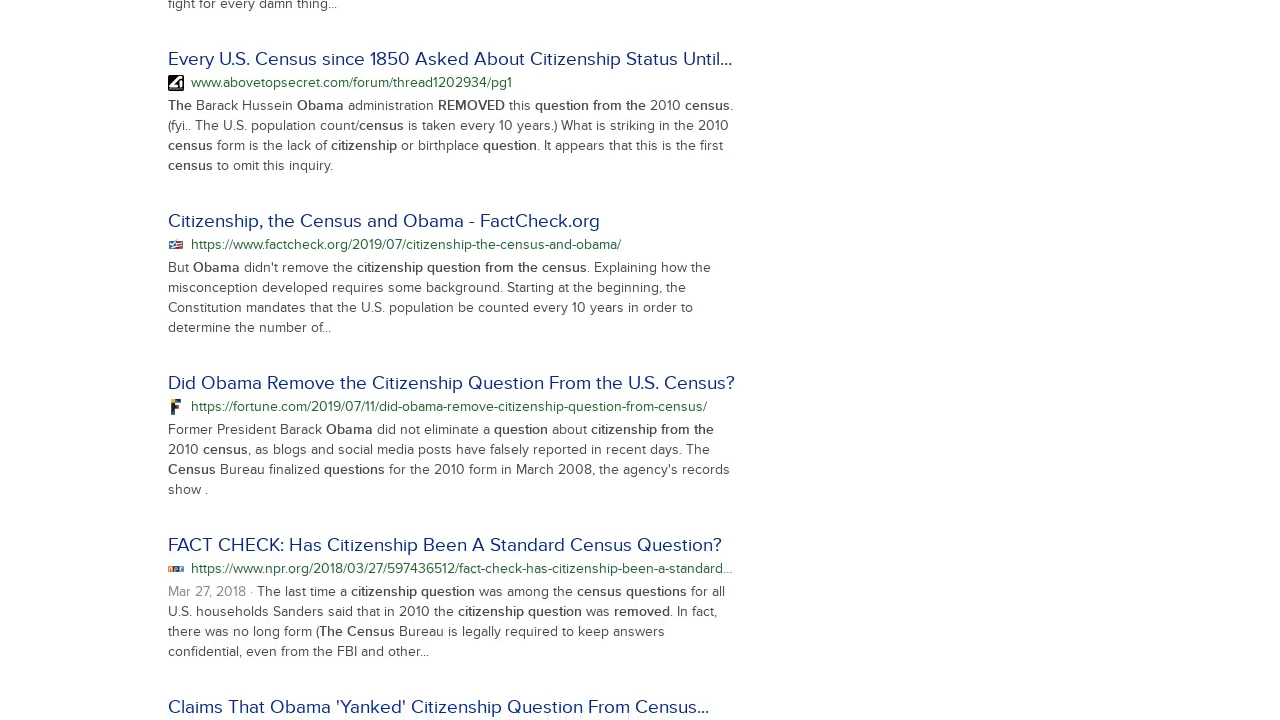 fight for every damn thing...
Every U.S. Census since 1850 Asked About Citizenship Status Until...
www.abovetopsecret.com/forum/thread1202934/pg1
The Barack Hussein Obama administration REMOVED this question from the 2010 census.
(fyi.. The U.S. population count/census is taken every 10 years.) What is striking in the 2010
census form is the lack of citizenship or birthplace question. It appears that this is the first
census to omit this inquiry.
Citizenship, the Census and Obama - FactCheck.org
https://www.factcheck.org/2019/07/citizenship-the-census-and-obama/
But Obama didn't remove the citizenship question from the census. Explaining how the
misconception developed requires some background. Starting at the beginning, the
Constitution mandates that the U.S. population be counted every 10 years in order to
determine the number of...
Did Obama Remove the Citizenship Question From the U.S. Census?
https://fortune.com/2019/07/11/did-obama-remove-citizenship-question-from-census/
Former President Barack Obama did not eliminate a question about citizenship from the
2010 census, as blogs and social media posts have falsely reported in recent days. The
Census Bureau finalized questions for the 2010 form in March 2008, the agency's records
show .
FACT CHECK: Has Citizenship Been A Standard Census Question?
https://www.npr.org/2018/03/27/597436512/fact-check-has-citizenship-been-a-standard...
Mar 27, 2018 · The last time a citizenship question was among the census questions for all
U.S. households Sanders said that in 2010 the citizenship question was removed. In fact,
there was no long form (The Census Bureau is legally required to keep answers
confidential, even from the FBI and other...
Claims That Obama 'Yanked' Citizenship Question From Census...